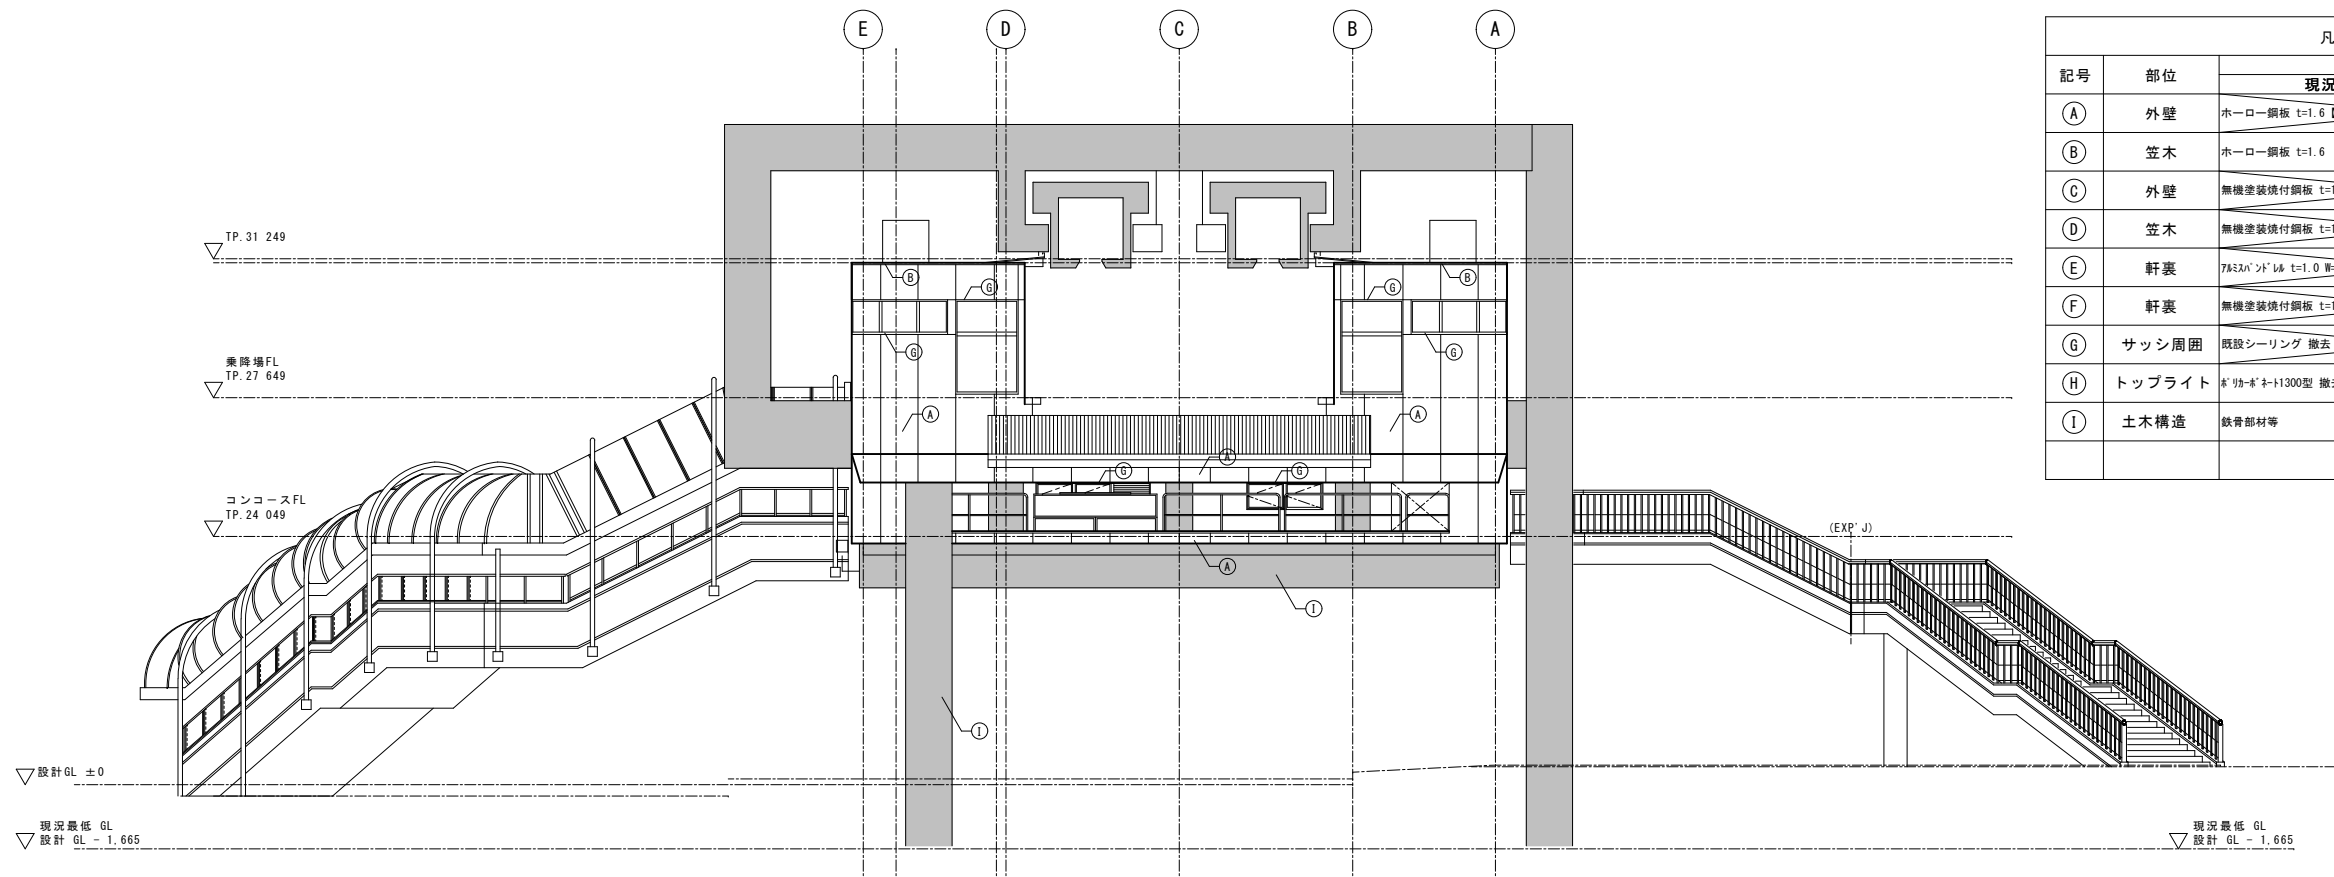 E D C B A
凡
記号 部位
現況
A 外壁 ホーロー鋼板 t=1.6
B 笠木 ホーロー鋼板 t=1.6
C 外壁 無機塗装焼付鋼板
D 笠木 無機塗装焼付鋼板
E 軒裏 ｱﾙﾐｽﾊﾟﾝﾄﾞﾚﾙ t=1.0
F 軒裏 無機塗装焼付鋼板
G サッシ周囲 既設シーリング 撤去
H トップライト ﾎﾟﾘｶｰﾎﾞﾈｰﾄ1300型
I 土木構造 鉄骨部材等
TP.31 249
B G G B
乗降場FL
TP.27 649
G G
A A
A
G G
コンコースFL
TP.24 049
(EXP'J)
A
I
I
設計GL ±0
現況最低 GL
設計 GL - 1,665
現況最低 GL
設計 GL - 1,665